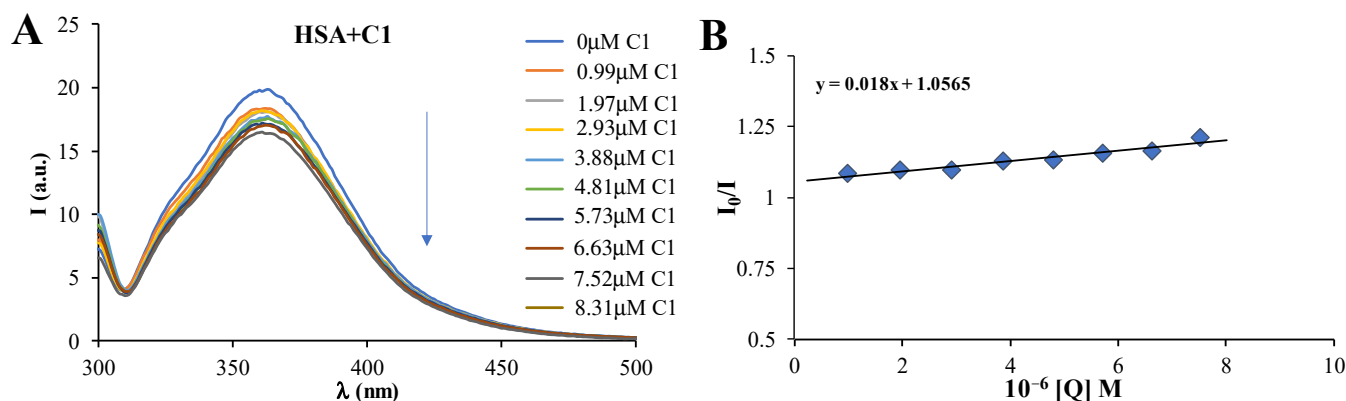 A
HSA+C1
I (a.u.)
25
20
15
10
5
0
300
350
400
450
500
λ (nm)
0μM C1
0.99μM C1
1.97μM C1
2.93μM C1
3.88μM C1
4.81μM C1
5.73μM C1
6.63μM C1
7.52μM C1
8.31μM C1
B
y = 0.018x + 1.0565
I₀/I
1.5
1.25
1
0.75
0.5
0
2
4
6
8
10
10⁻⁶ [Q] M